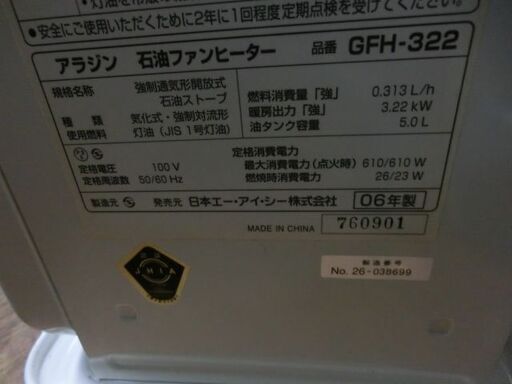 ●安全にご使用いただくために2年に1回程度定期点検を受けてください。
アラジン 石油ファンヒーター 品番 GFH-322
規格名称 強制通気形開放式
石油ストーブ
種類 気化式・強制対流形
使用燃料 灯油（JIS 1号灯油）
燃料消費量「強」 0.313 L/h
暖房出力「強」 3.22 kW
油タンク容量 5.0 L
定格電圧 100 V
定格周波数 50/60 Hz
定格消費電力
最大消費電力（点火時） 610/610 W
燃焼時消費電力 26/23 W
製造元 発売元 日本エー・アイ・シー株式会社 06年製
MADE IN CHINA 760901
JHIA
製造番号
No. 26-038699